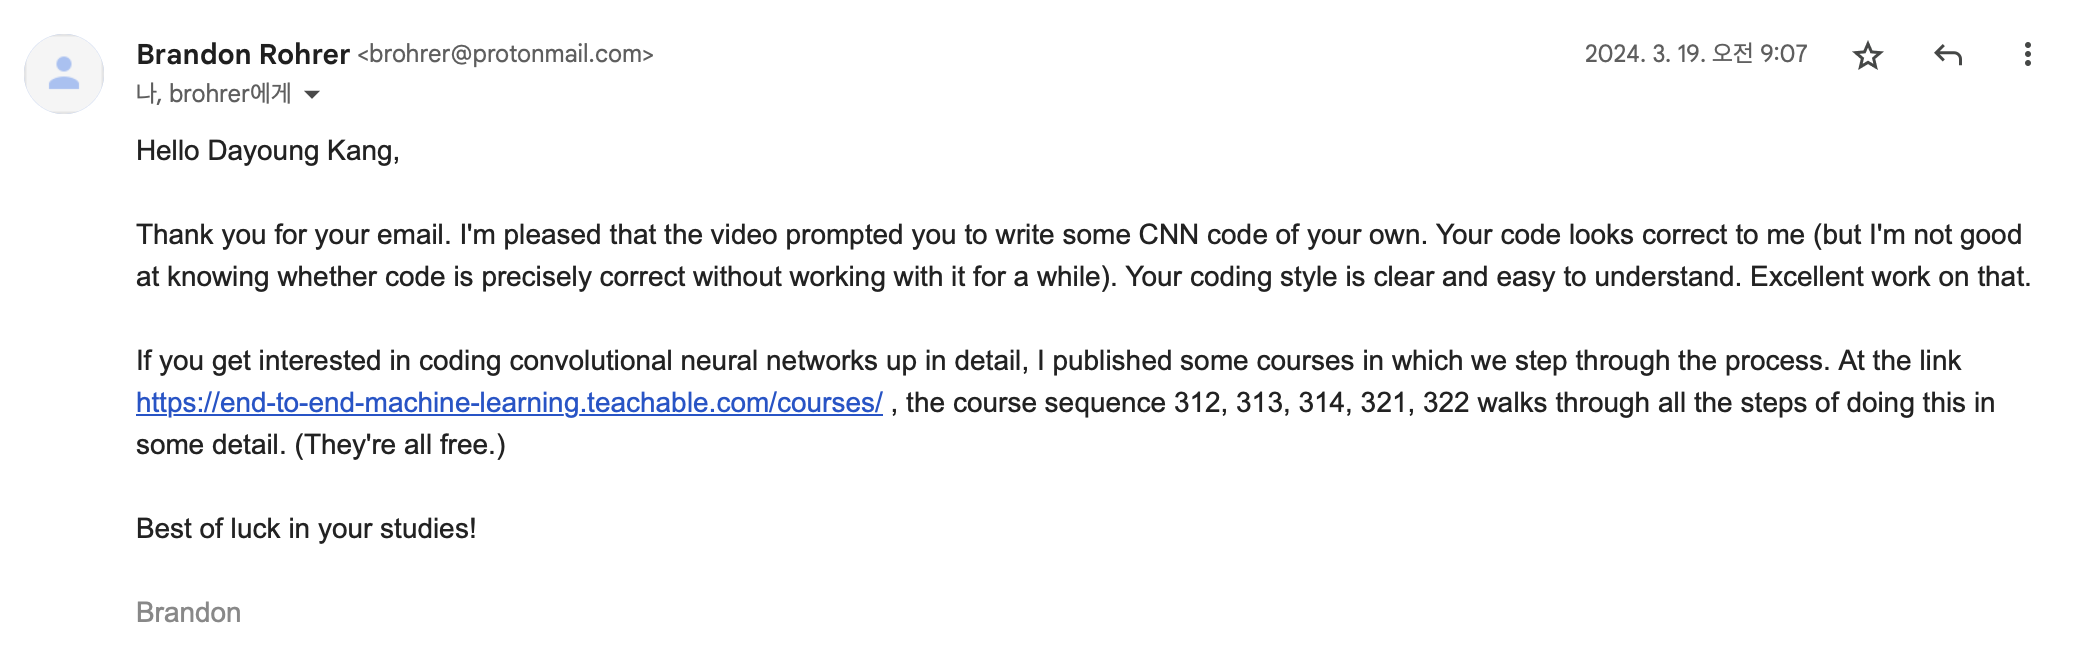 Brandon Rohrer <brohrer@protonmail.com>
2024. 3. 19. 오전 9:07
나, brohrer에게
Hello Dayoung Kang,
Thank you for your email. I'm pleased that the video prompted you to write some CNN code of your own. Your code looks correct to me (but I'm not good
at knowing whether code is precisely correct without working with it for a while). Your coding style is clear and easy to understand. Excellent work on that.
If you get interested in coding convolutional neural networks up in detail, I published some courses in which we step through the process. At the link
https://end-to-end-machine-learning.teachable.com/courses/ , the course sequence 312, 313, 314, 321, 322 walks through all the steps of doing this in
some detail. (They're all free.)
Best of luck in your studies!
Brandon